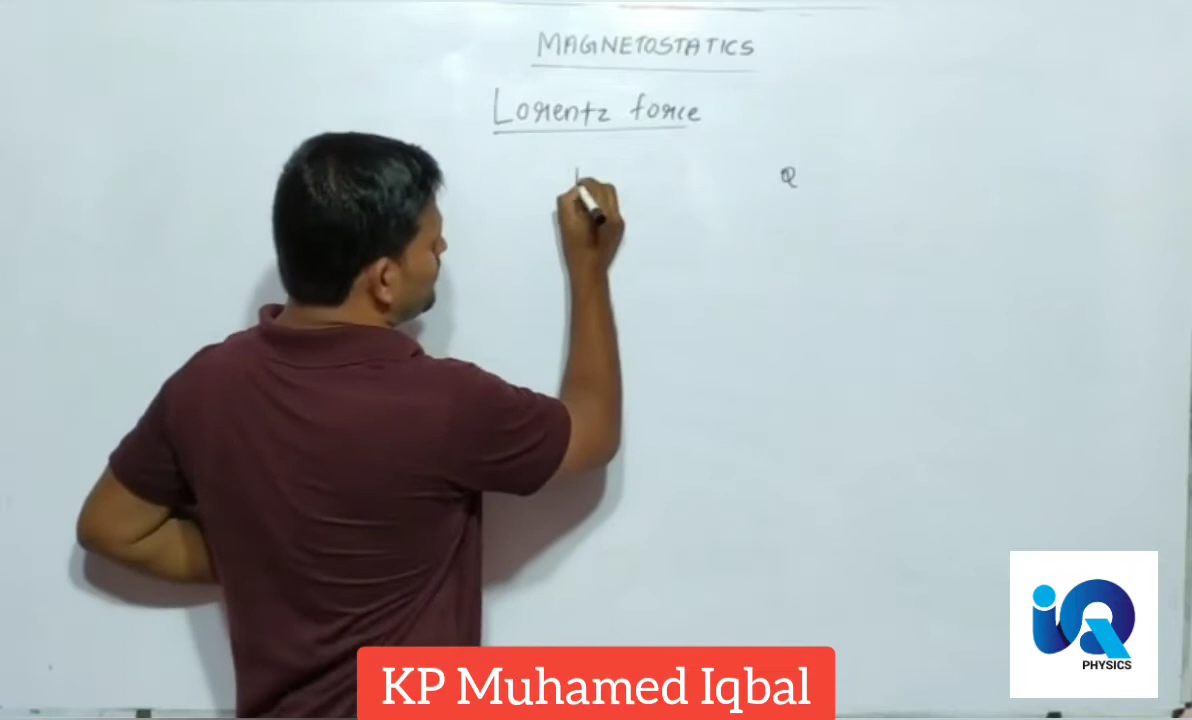 MAGNETOSTATICS
Lorentz force
Q
iQ
PHYSICS
KP Muhamed Iqbal